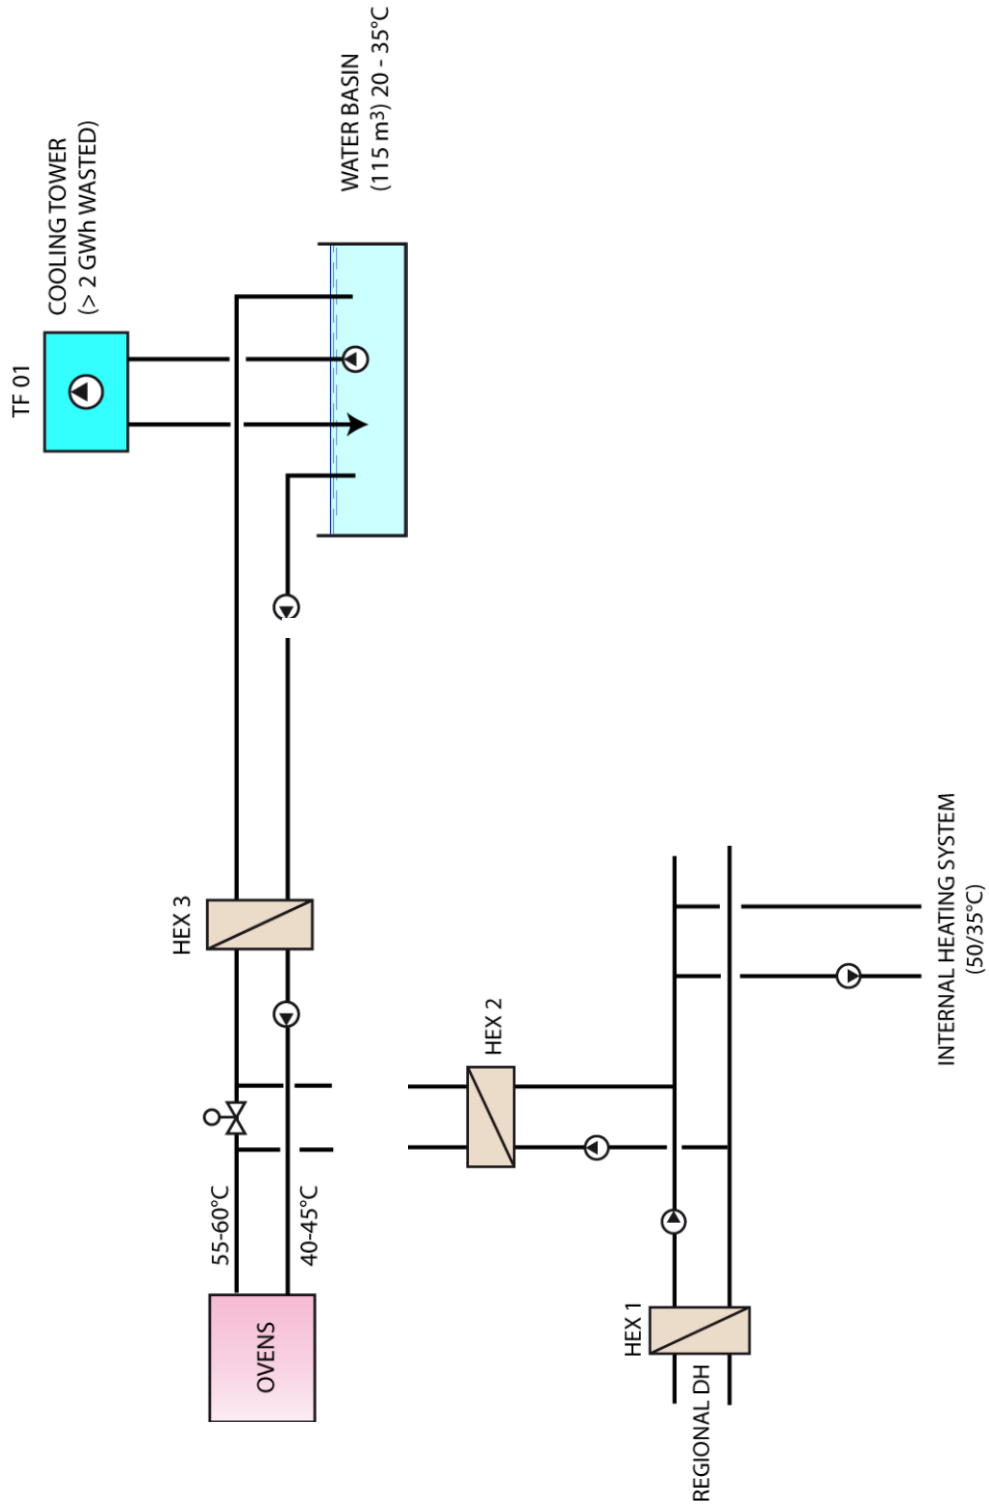 TF 01
COOLING TOWER
(> 2 GWh WASTED)
WATER BASIN
(115 m³) 20 - 35°C
HEX 3
55-60°C
40-45°C
OVENS
HEX 2
HEX 1
REGIONAL DH
INTERNAL HEATING SYSTEM
(50/35°C)